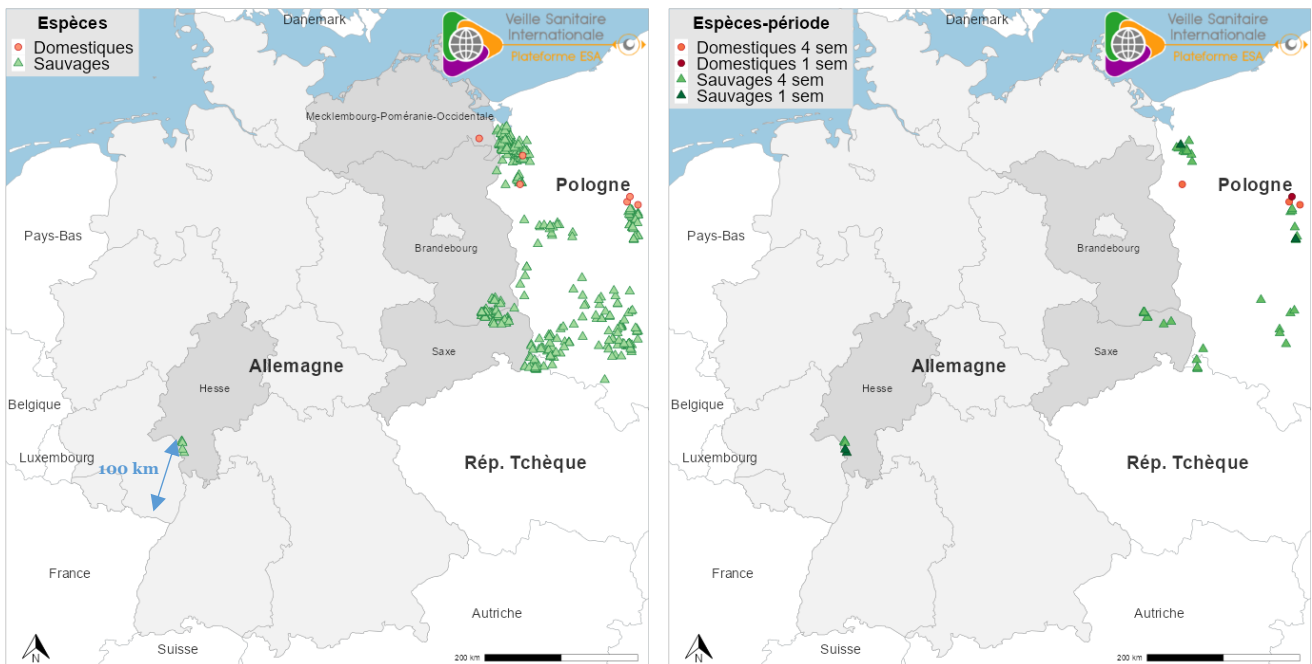 Espèces
Domestiques
Sauvages
Danemark
Veille Sanitaire
Internationale
Plateforme ESA
Mecklembourg-Poméranie-Occidentale
Pologne
Pays-Bas
Brandebourg
Saxe
Allemagne
Hesse
Belgique
Luxembourg
100 km
Rép. Tchèque
France
Autriche
Suisse
N
200 km
Espèces-période
Domestiques 4 sem
Domestiques 1 sem
Sauvages 4 sem
Sauvages 1 sem
Danemark
Veille Sanitaire
Internationale
Plateforme ESA
Pologne
Pays-Bas
Brandebourg
Saxe
Allemagne
Hesse
Belgique
Luxembourg
Rép. Tchèque
France
Autriche
Suisse
N
200 km